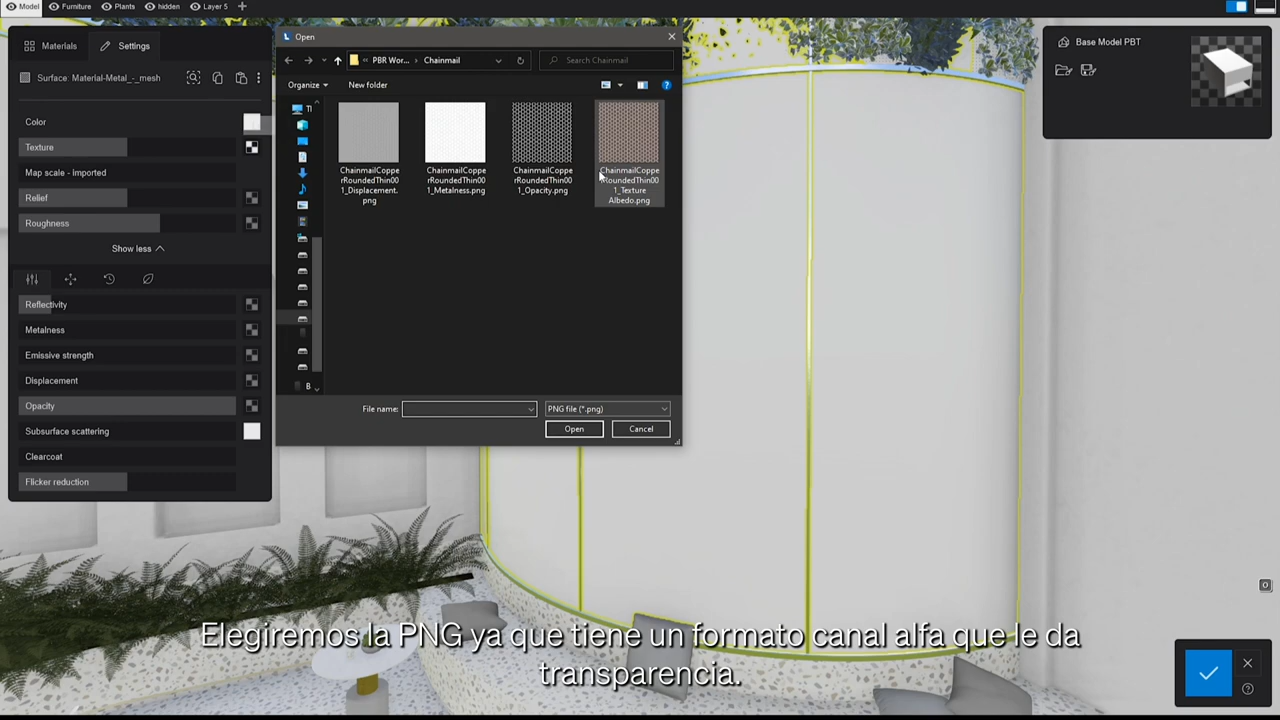 Model Furniture Plants hidden Layer 5
Materials Settings
Surface: Material-Metal_-_mesh
Color
Texture
Map scale - imported
Relief
Roughness
Show less
Reflectivity
Metalness
Emissive strength
Displacement
Opacity
Subsurface scattering
Clearcoat
Flicker reduction
Open
« PBR Wor... › Chainmail
Search Chainmail
Organize New folder
ChainmailCoppe
rRoundedThin00
1_Displacement.
png
ChainmailCoppe
rRoundedThin00
1_Metalness.png
ChainmailCoppe
rRoundedThin00
1_Opacity.png
ChainmailCoppe
rRoundedThin00
1_Texture
Albedo.png
File name:
PNG file (*.png)
Open Cancel
Base Model PBT
Elegiremos la PNG ya que tiene un formato canal alfa que le da
transparencia.